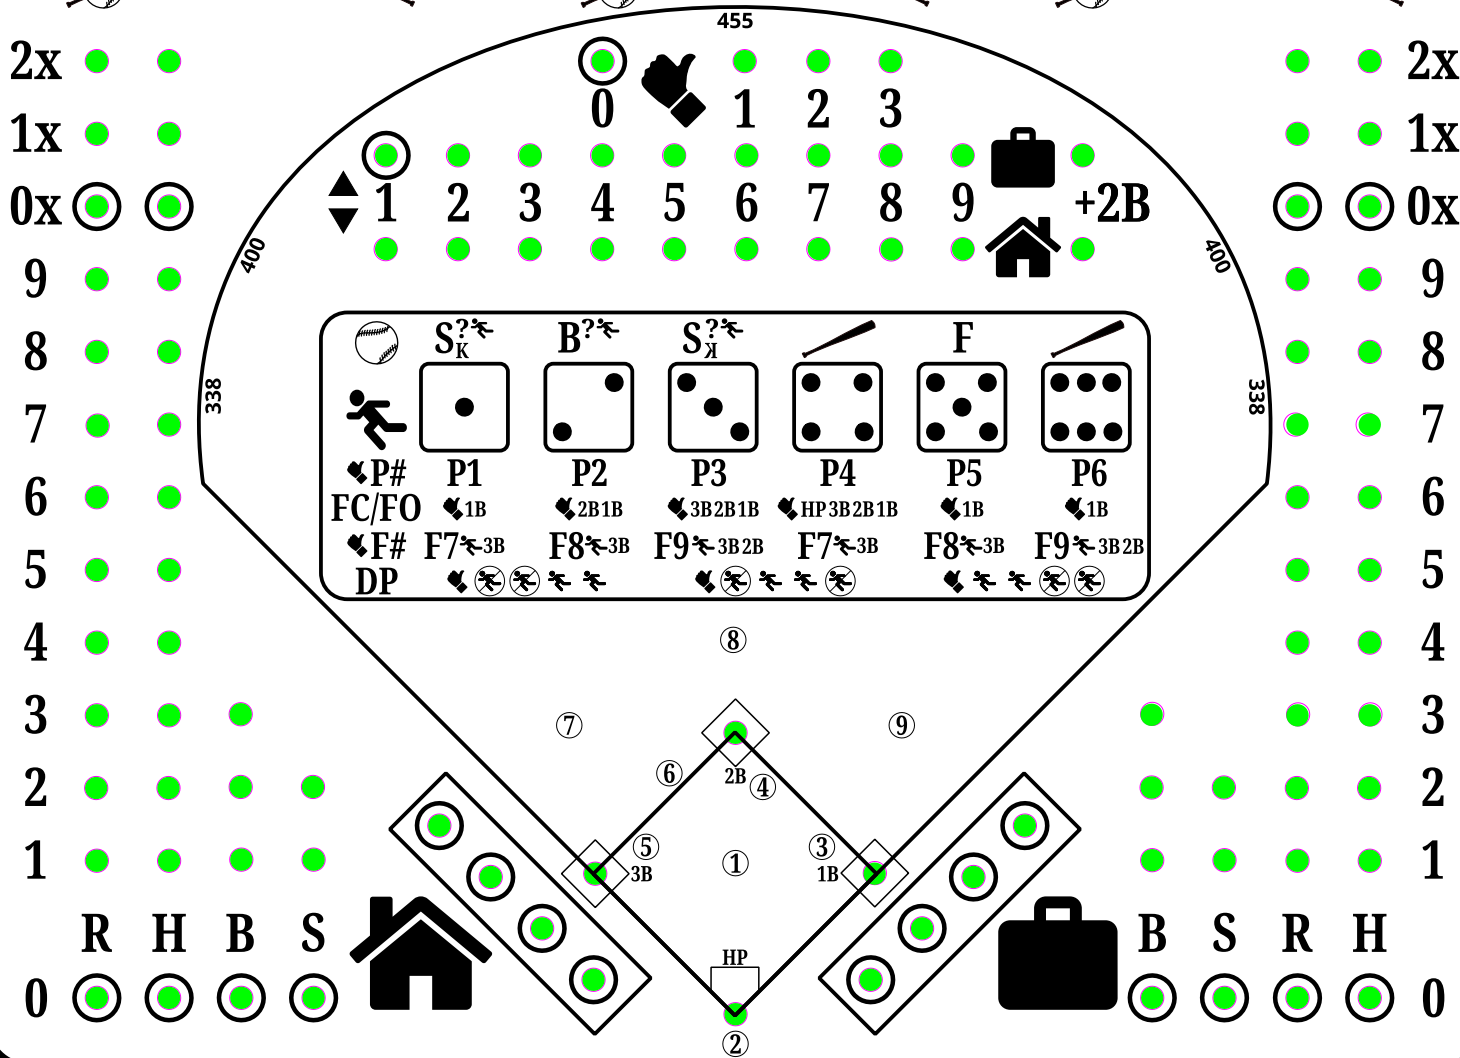 455
2x 2x
0 1 2 3
1x 1x
1 2 3 4 5 6 7 8 9 +2B
0x 0x
400 400
9 9
S?K B? S?K F
8 8
338 338
7 7
P# P1 P2 P3 P4 P5 P6
6 6
FC/FO 1B 2B1B 3B2B1B HP3B2B1B 1B 1B
F# F7 3B F8 3B F9 3B2B F7 3B F8 3B F9 3B2B
5 5
DP
4 8 4
3 7 9 3
6 2B 4
2 2
5 3
1 3B 1 1B 1
R H B S B S R H
HP
0 0
2